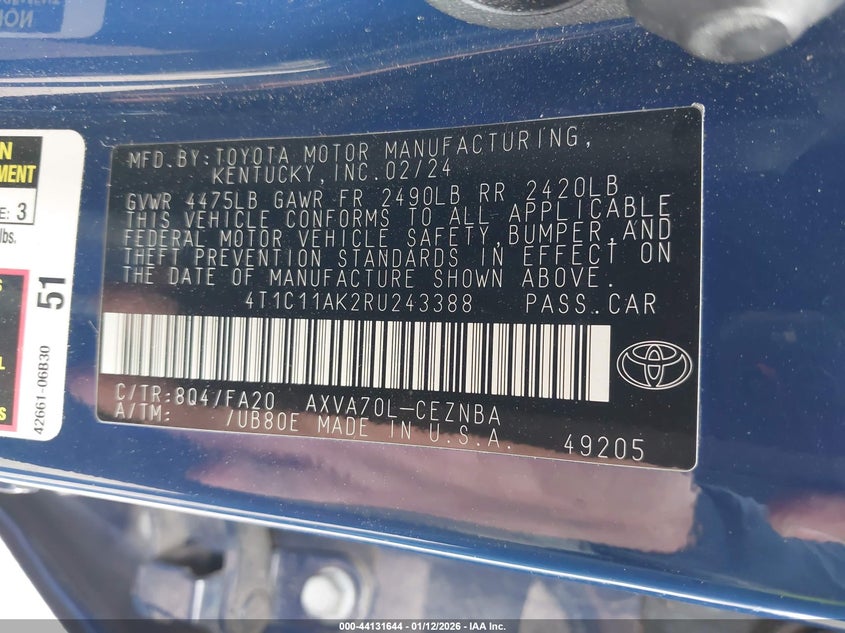 MFD.BY:TOYOTA MOTOR MANUFACTURING,
KENTUCKY,INC.02/24
GVWR 4475LB GAWR FR 2490LB RR 2420LB
THIS VEHICLE CONFORMS TO ALL APPLICABLE
FEDERAL MOTOR VEHICLE SAFETY,BUMPER,AND
THEFT PREVENTION STANDARDS IN EFFECT ON
THE DATE OF MANUFACTURE SHOWN ABOVE.
4T1C11AK2RU243388 PASS.CAR
C/TR:8Q4/FA20 AXVA70L-CEZNBA
A/TM: /UB80E MADE IN U.S.A.
49205
: 3
lbs.
51
42661-06B30
000-44131644 - 01/12/2026 - IAA Inc.